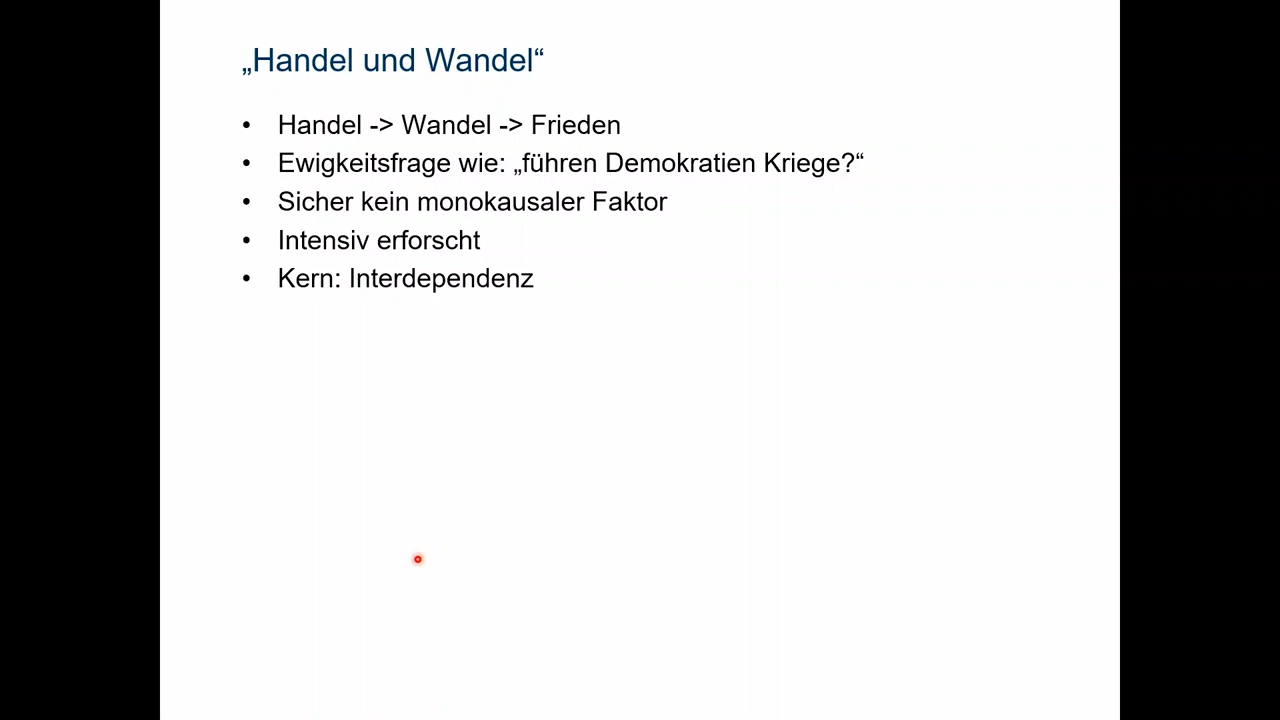 „Handel und Wandel“
• Handel -> Wandel -> Frieden
• Ewigkeitsfrage wie: „führen Demokratien Kriege?“
• Sicher kein monokausaler Faktor
• Intensiv erforscht
• Kern: Interdependenz